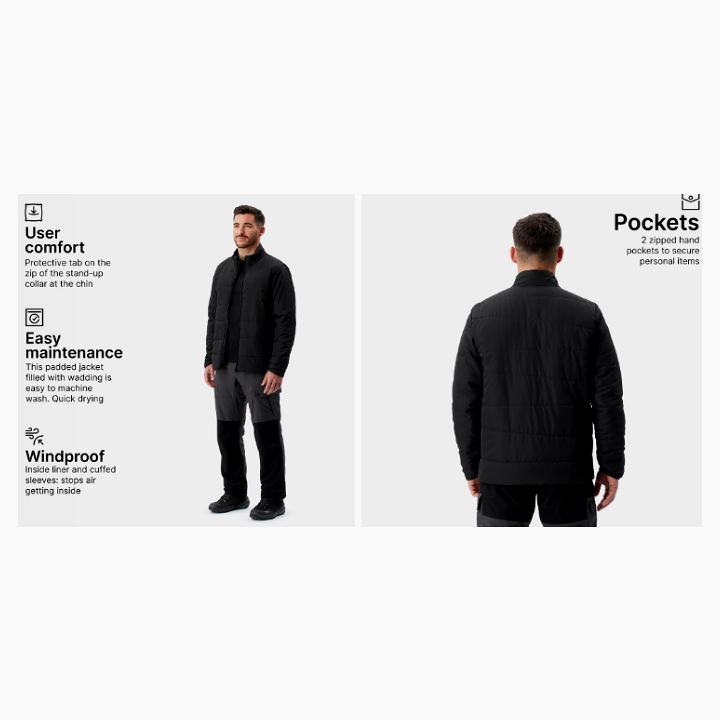 User
comfort
Protective tab on the
zip of the stand-up
collar at the chin
Easy
maintenance
This padded jacket
filled with wadding is
easy to machine
wash. Quick drying
Windproof
Inside liner and cuffed
sleeves: stops air
getting inside
Pockets
2 zipped hand
pockets to secure
personal items